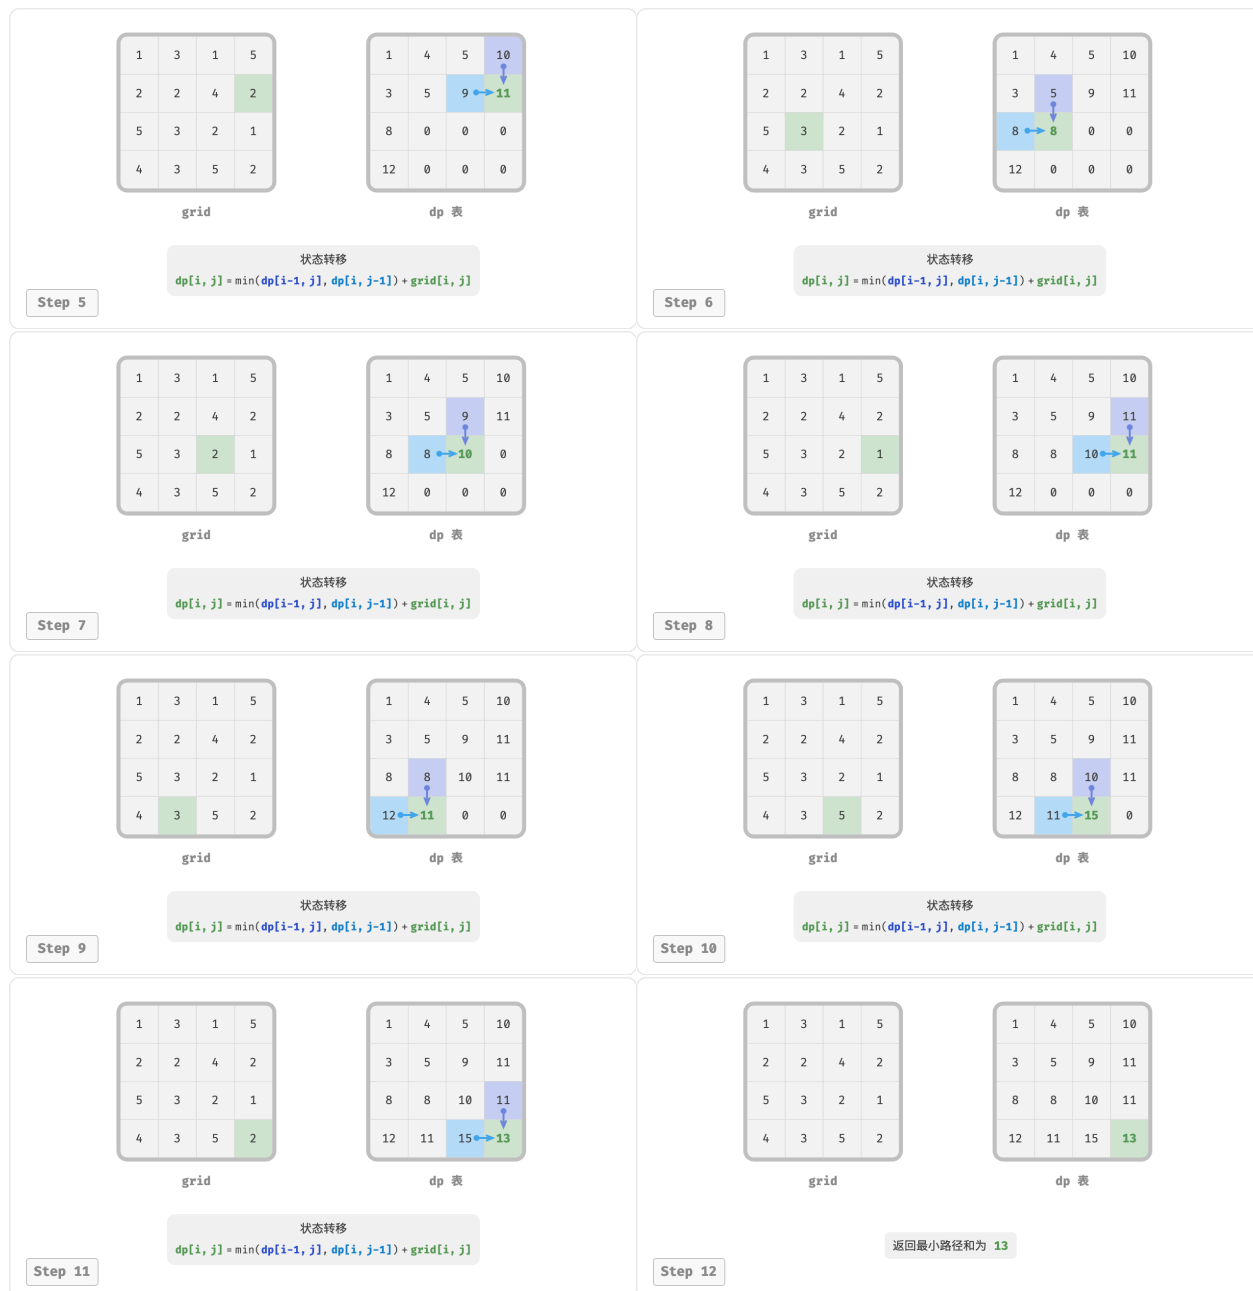 1 3 1 5 1 4 5 10
2 2 4 2 3 5 9 11
5 3 2 1 8 0 0 0
4 3 5 2 12 0 0 0
grid dp 表
状态转移
dp[i, j] = min(dp[i-1, j], dp[i, j-1]) + grid[i, j]
Step 5
1 3 1 5 1 4 5 10
2 2 4 2 3 5 9 11
5 3 2 1 8 8 0 0
4 3 5 2 12 0 0 0
grid dp 表
状态转移
dp[i, j] = min(dp[i-1, j], dp[i, j-1]) + grid[i, j]
Step 6
1 3 1 5 1 4 5 10
2 2 4 2 3 5 9 11
5 3 2 1 8 8 10 0
4 3 5 2 12 0 0 0
grid dp 表
状态转移
dp[i, j] = min(dp[i-1, j], dp[i, j-1]) + grid[i, j]
Step 7
1 3 1 5 1 4 5 10
2 2 4 2 3 5 9 11
5 3 2 1 8 8 10 11
4 3 5 2 12 0 0 0
grid dp 表
状态转移
dp[i, j] = min(dp[i-1, j], dp[i, j-1]) + grid[i, j]
Step 8
1 3 1 5 1 4 5 10
2 2 4 2 3 5 9 11
5 3 2 1 8 8 10 11
4 3 5 2 12 11 0 0
grid dp 表
状态转移
dp[i, j] = min(dp[i-1, j], dp[i, j-1]) + grid[i, j]
Step 9
1 3 1 5 1 4 5 10
2 2 4 2 3 5 9 11
5 3 2 1 8 8 10 11
4 3 5 2 12 11 15 0
grid dp 表
状态转移
dp[i, j] = min(dp[i-1, j], dp[i, j-1]) + grid[i, j]
Step 10
1 3 1 5 1 4 5 10
2 2 4 2 3 5 9 11
5 3 2 1 8 8 10 11
4 3 5 2 12 11 15 13
grid dp 表
状态转移
dp[i, j] = min(dp[i-1, j], dp[i, j-1]) + grid[i, j]
Step 11
1 3 1 5 1 4 5 10
2 2 4 2 3 5 9 11
5 3 2 1 8 8 10 11
4 3 5 2 12 11 15 13
grid dp 表
返回最小路径和为 13
Step 12